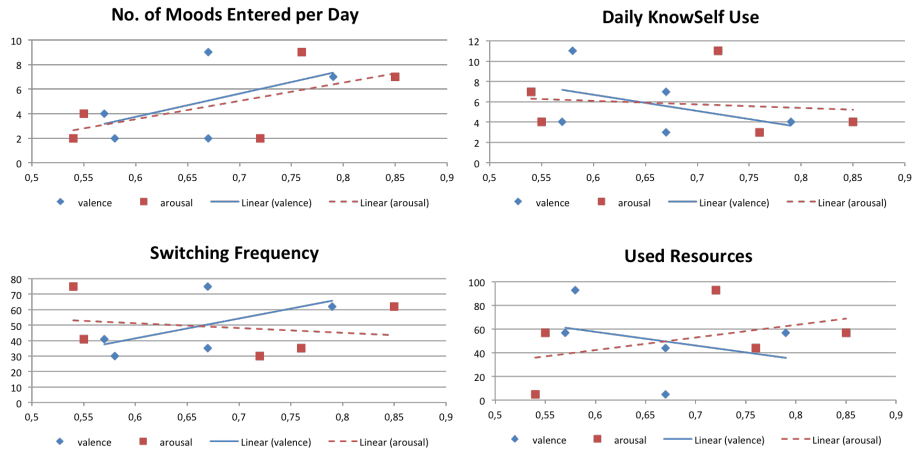 No. of Moods Entered per Day
10
8
6
4
2
0
0,5 0,55 0,6 0,65 0,7 0,75 0,8 0,85 0,9
valence arousal Linear (valence) Linear (arousal)
Daily KnowSelf Use
12
10
8
6
4
2
0
0,5 0,55 0,6 0,65 0,7 0,75 0,8 0,85 0,9
valence arousal Linear (valence) Linear (arousal)
Switching Frequency
80
70
60
50
40
30
20
10
0
0,5 0,55 0,6 0,65 0,7 0,75 0,8 0,85 0,9
valence arousal Linear (valence) Linear (arousal)
Used Resources
100
80
60
40
20
0
0,5 0,55 0,6 0,65 0,7 0,75 0,8 0,85 0,9
valence arousal Linear (valence) Linear (arousal)